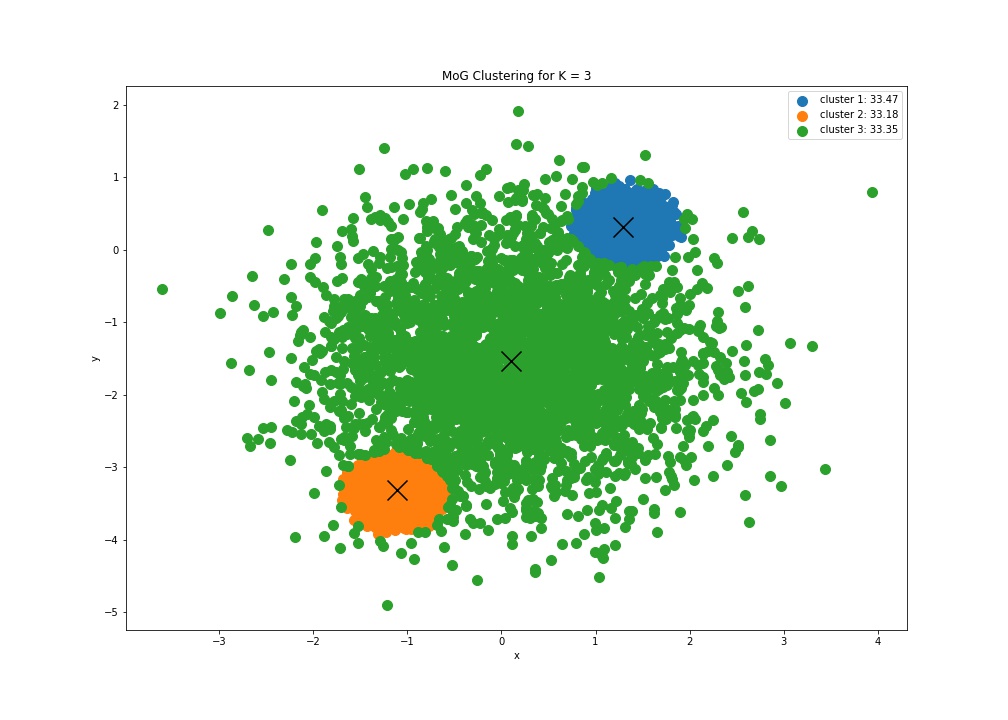 MoG Clustering for K = 3
cluster 1: 33.47
cluster 2: 33.18
cluster 3: 33.35
2
1
0
−1
−2
−3
−4
−5
y
−3 −2 −1 0 1 2 3 4
x